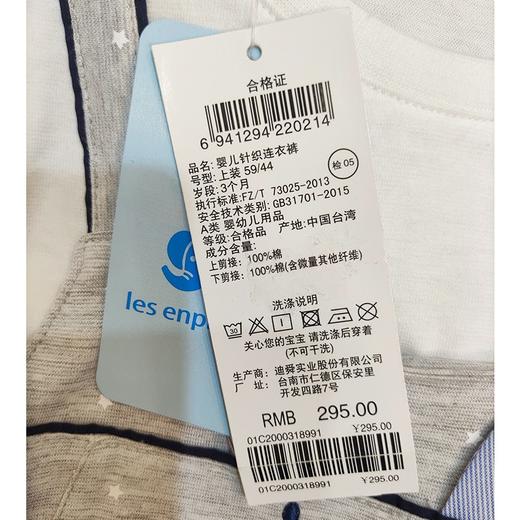 合格证
6 941294 220214
品名: 婴儿针织连衣裤
号型: 上装 59/44
岁段: 3个月
检 05
执行标准: FZ/T 73025-2013
安全技术类别: GB31701-2015
A类 婴幼儿用品
等级: 合格品 产地: 中国台湾
成分含量:
上剪接: 100%棉
下剪接: 100%棉(含微量其他纤维)
les enp
洗涤说明
30
关心您的宝宝 请洗涤后穿着
(不可干洗)
生产商: 迪舜实业股份有限公司
厂 址: 台南市仁德区保安里
开发四路7号
RMB 295.00
01C2000318991 ¥295.00
¥295.00
01C2000318991